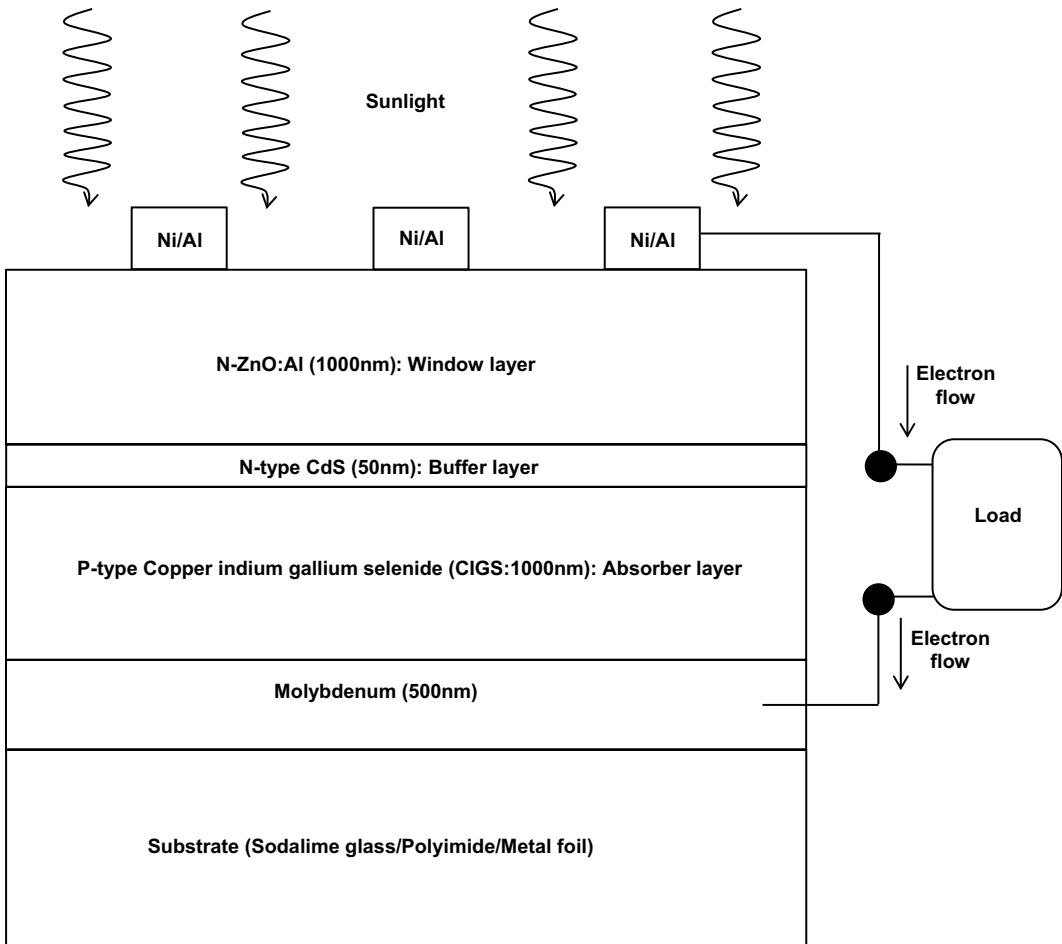 Sunlight
Ni/Al
Ni/Al
Ni/Al
N-ZnO:Al (1000nm): Window layer
Electron
flow
N-type CdS (50nm): Buffer layer
Load
P-type Copper indium gallium selenide (CIGS:1000nm): Absorber layer
Electron
flow
Molybdenum (500nm)
Substrate (Sodalime glass/Polyimide/Metal foil)